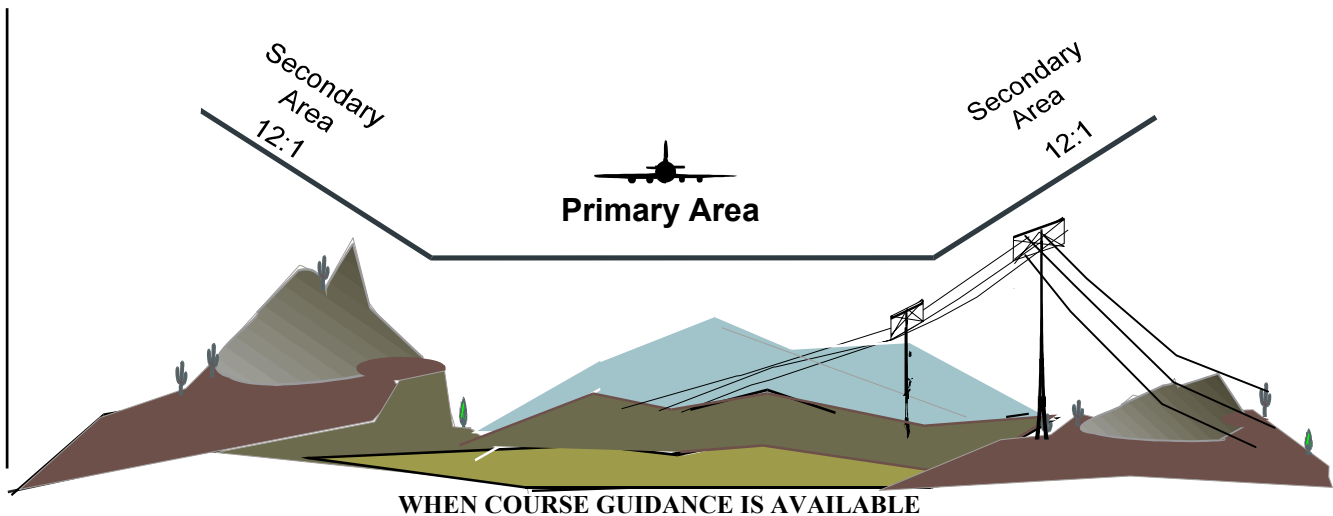 Secondary
Area
12:1
Secondary
Area
12:1
Primary Area
WHEN COURSE GUIDANCE IS AVAILABLE